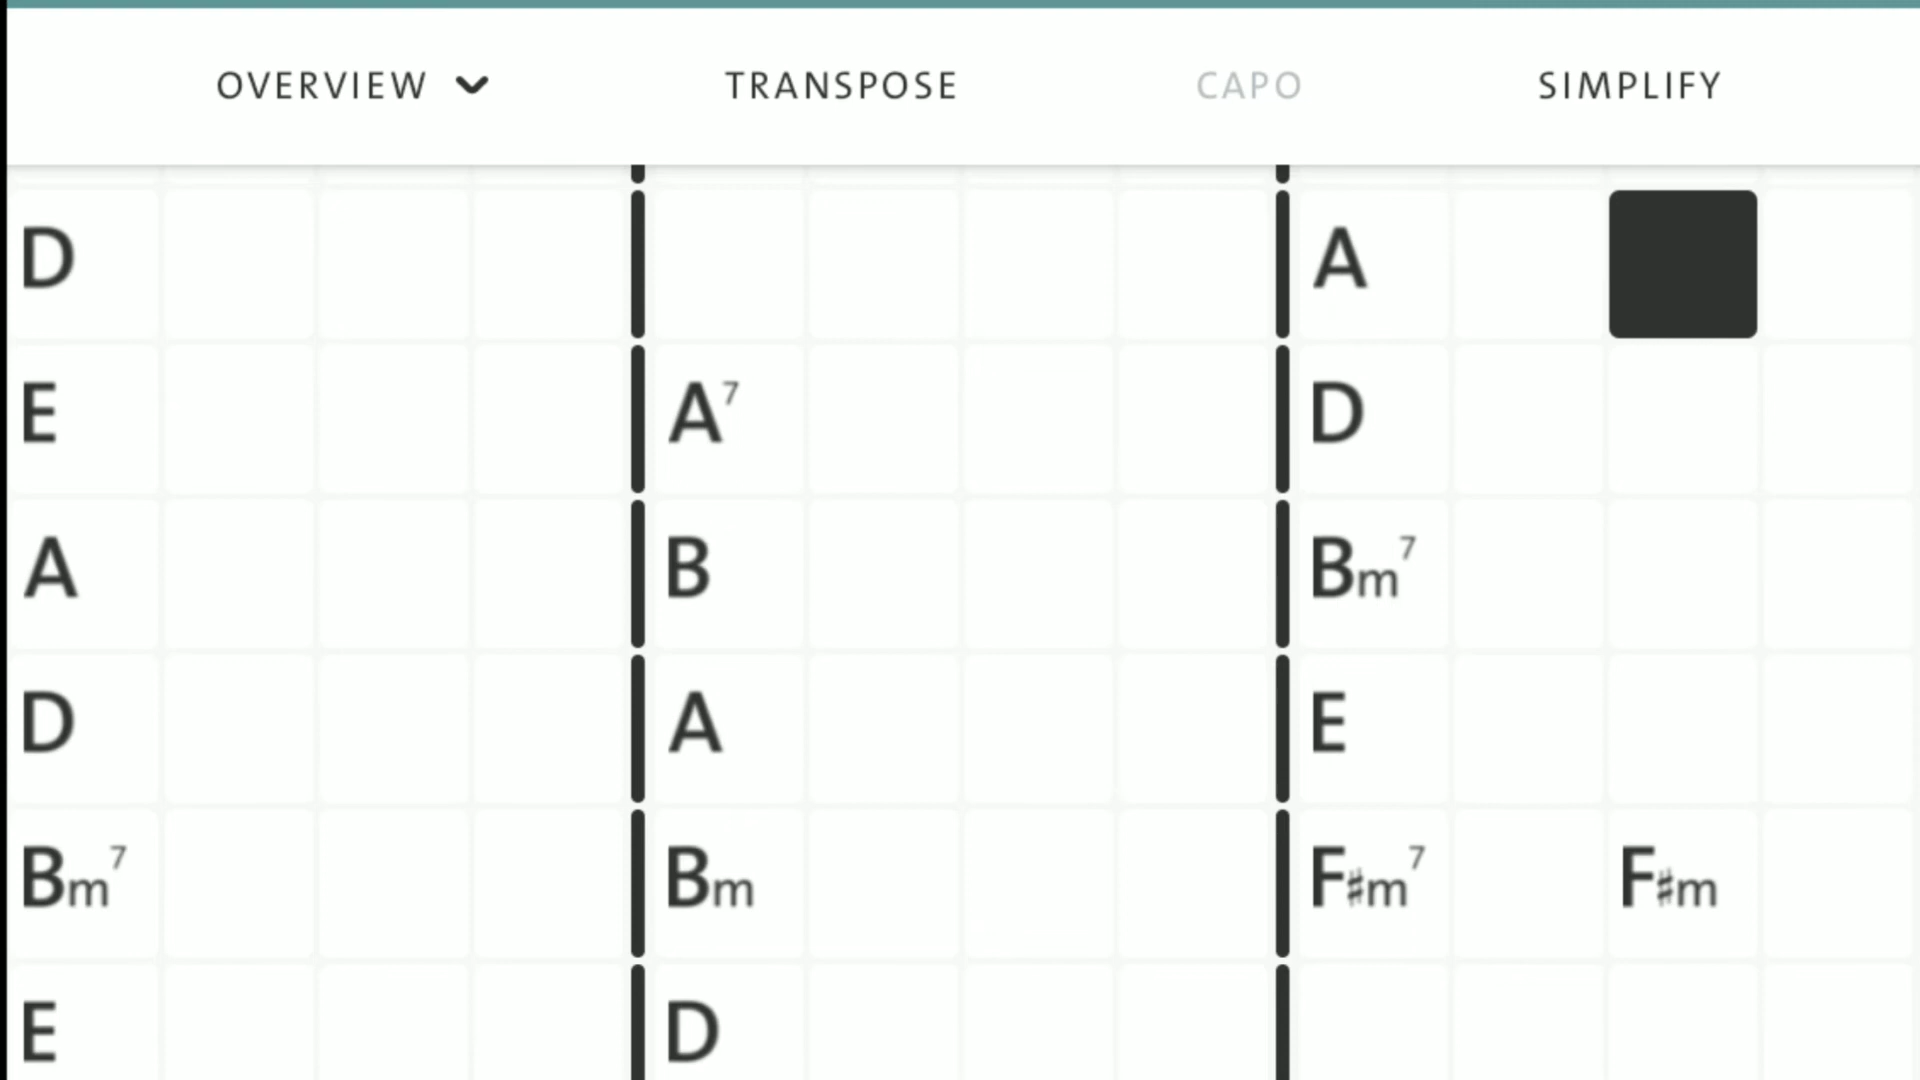 OVERVIEW TRANSPOSE CAPO SIMPLIFY
D A
E A7 D
A B Bm7
D A E
Bm7 Bm F♯m7 F♯m
E D